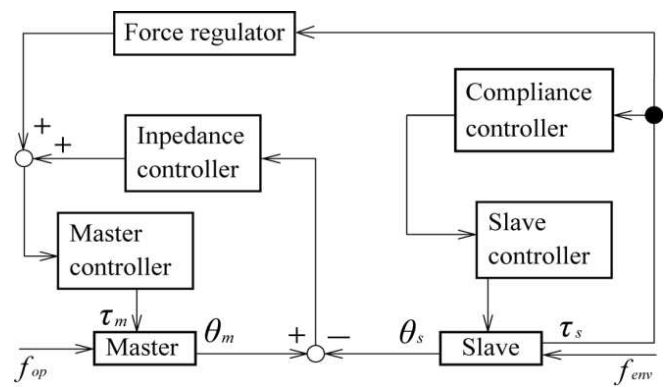 Force regulator
Compliance
controller
+
+
Inpedance
controller
Master
controller
Slave
controller
τm
θm
+
−
θs
τs
fop
Master
Slave
fenv